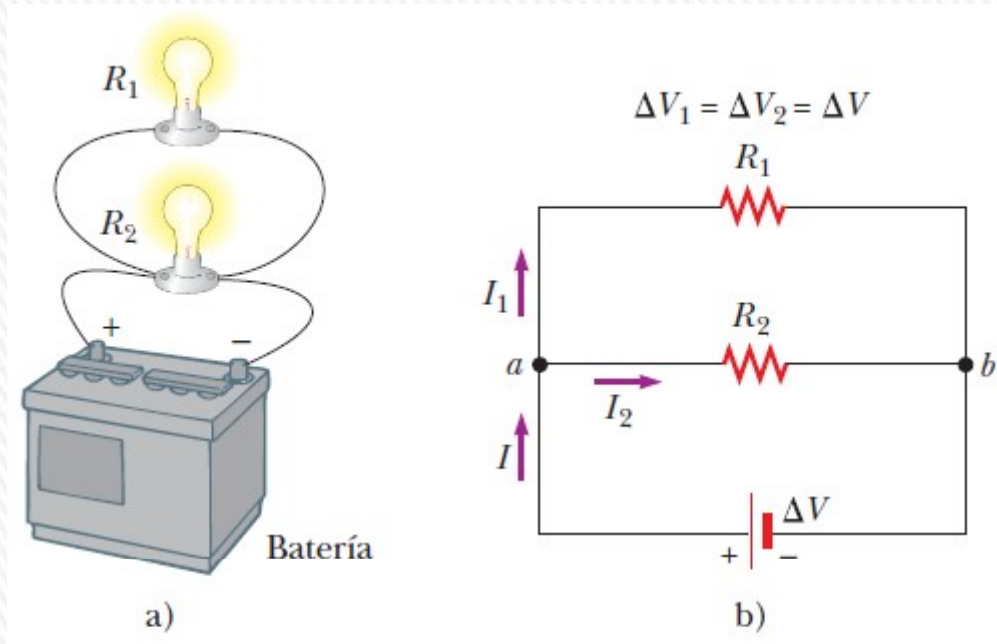 R₁
R₂
+
−
Batería
a)
ΔV₁ = ΔV₂ = ΔV
R₁
I₁
R₂
a
b
I₂
I
ΔV
+
−
b)